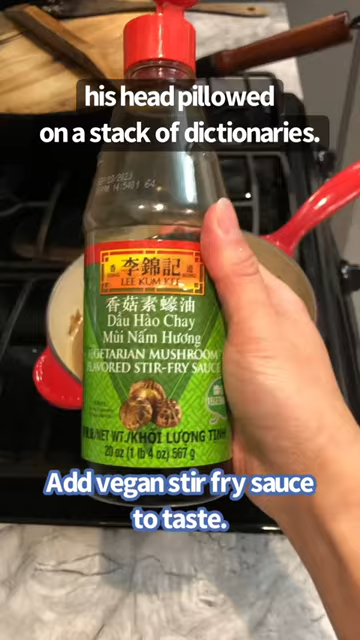 his head pillowed
on a stack of dictionaries.
李錦記
LEE KUM KEE
香菇素蠔油
Dầu Hào Chay
Mùi Nấm Hương
VEGETARIAN MUSHROOM
FLAVORED STIR-FRY SAUCE
NET WT./KHỐI LƯỢNG TỊNH
20 oz (1 lb 4 oz) 567 g
Add vegan stir fry sauce
to taste.